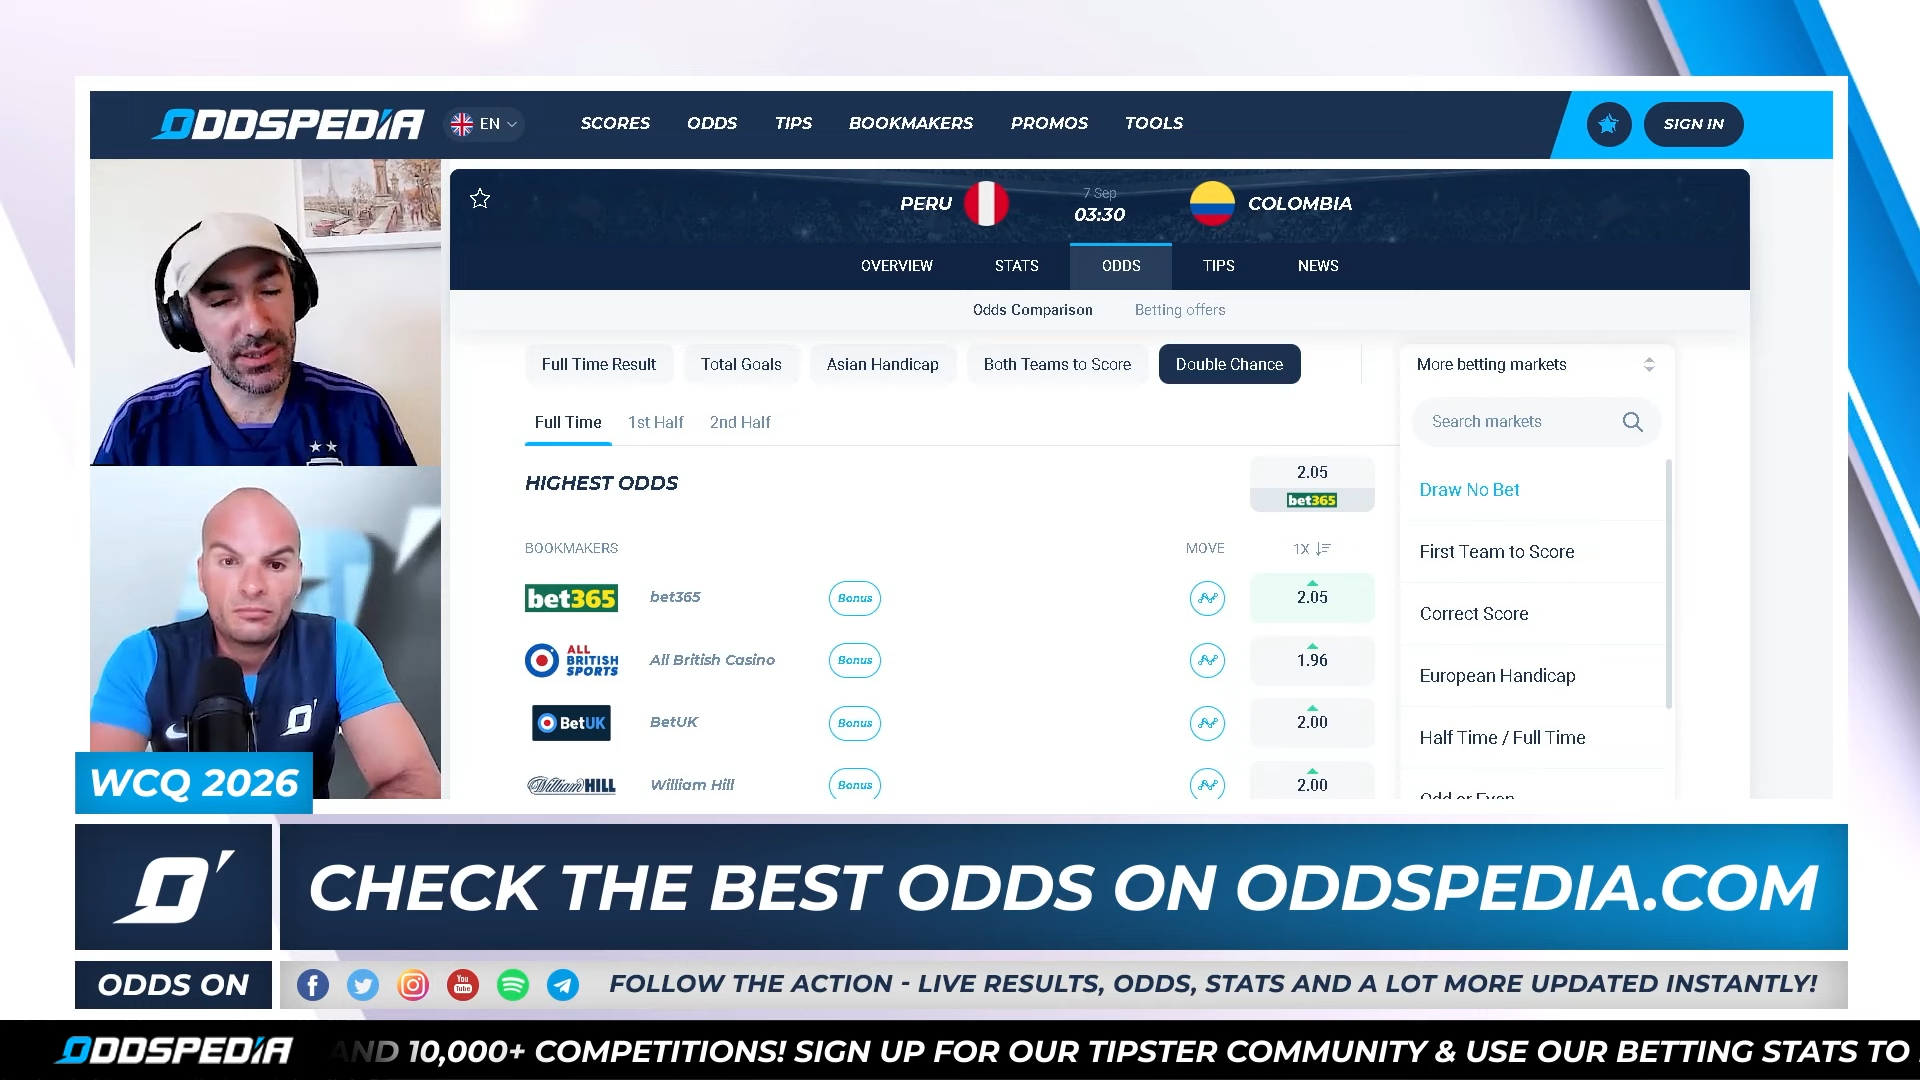 ODDSPEDIA
EN
SCORES ODDS TIPS BOOKMAKERS PROMOS TOOLS
SIGN IN
PERU
7 Sep
03:30
COLOMBIA
OVERVIEW STATS ODDS TIPS NEWS
Odds Comparison Betting offers
Full Time Result Total Goals Asian Handicap Both Teams to Score Double Chance
More betting markets
Full Time 1st Half 2nd Half
Search markets
HIGHEST ODDS
2.05
bet365
Draw No Bet
First Team to Score
Correct Score
European Handicap
Half Time / Full Time
Odd or Even
BOOKMAKERS MOVE 1X
bet365 bet365 Bonus 2.05
ALL BRITISH SPORTS All British Casino Bonus 1.96
BetUK BetUK Bonus 2.00
William HILL William Hill Bonus 2.00
WCQ 2026
CHECK THE BEST ODDS ON ODDSPEDIA.COM
ODDS ON
You Tube
FOLLOW THE ACTION - LIVE RESULTS, ODDS, STATS AND A LOT MORE UPDATED INSTANTLY!
ODDSPEDIA
AND 10,000+ COMPETITIONS! SIGN UP FOR OUR TIPSTER COMMUNITY & USE OUR BETTING STATS TO